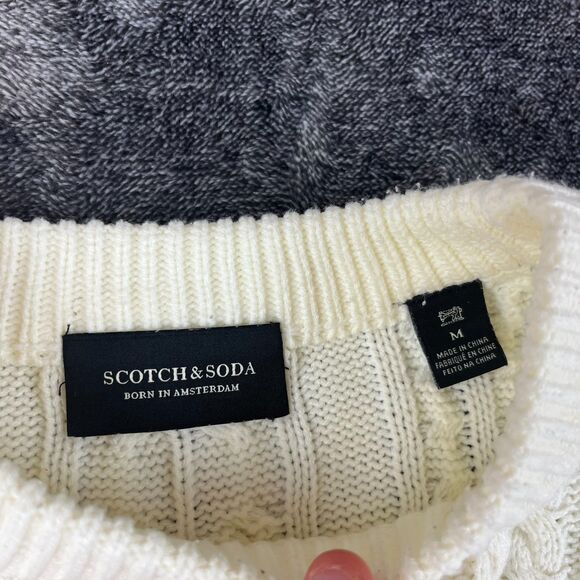 SCOTCH & SODA
BORN IN AMSTERDAM
M
MADE IN CHINA
FABRIQUÉ EN CHINE
FEITO NA CHINA